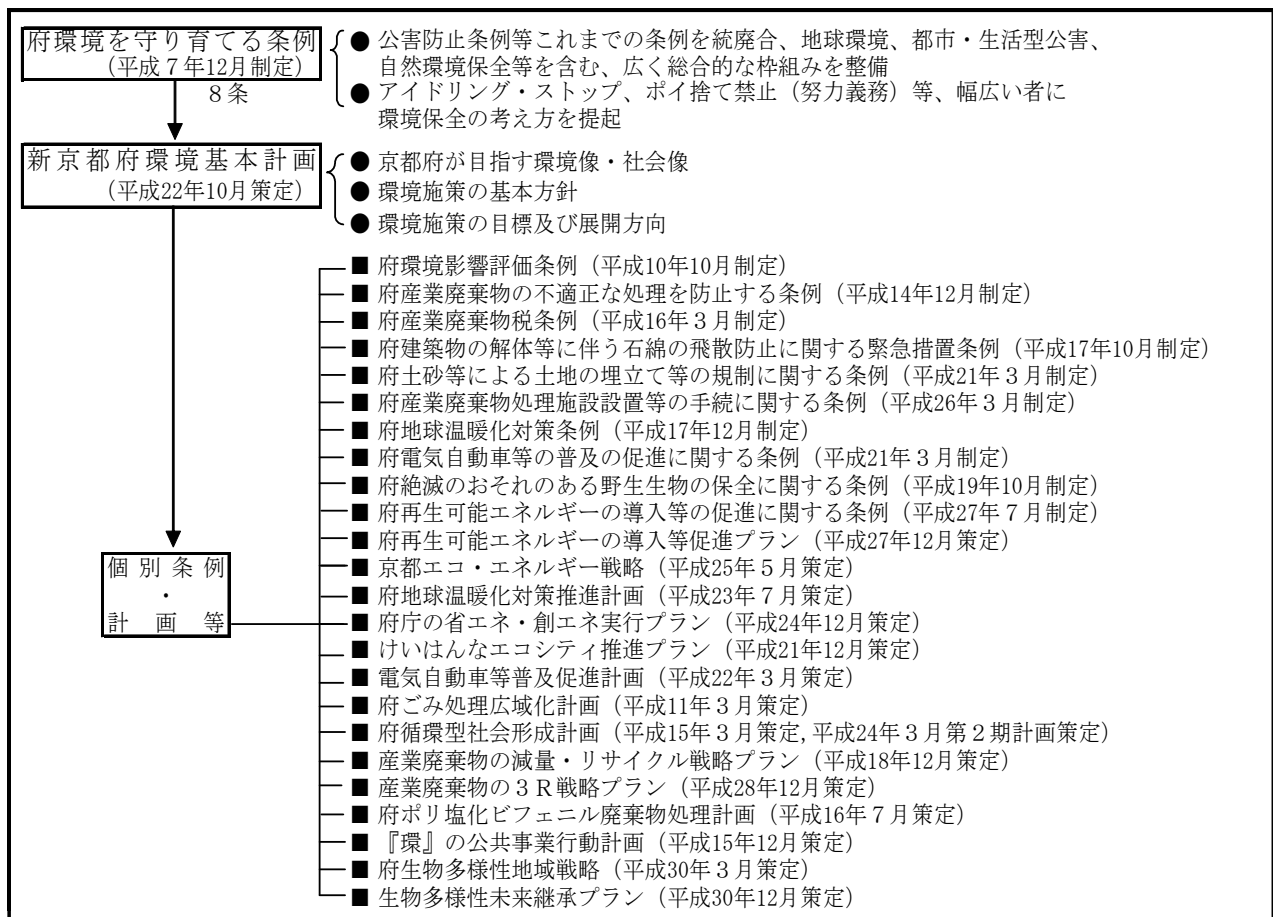 府環境を守り育てる条例
(平成７年12月制定)
● 公害防止条例等これまでの条例を統廃合、地球環境、都市・生活型公害、
自然環境保全等を含む、広く総合的な枠組みを整備
８条
● アイドリング・ストップ、ポイ捨て禁止（努力義務）等、幅広い者に
環境保全の考え方を提起
新京都府環境基本計画
(平成22年10月策定)
● 京都府が目指す環境像・社会像
● 環境施策の基本方針
● 環境施策の目標及び展開方向
■ 府環境影響評価条例（平成10年10月制定）
■ 府産業廃棄物の不適正な処理を防止する条例（平成14年12月制定）
■ 府産業廃棄物税条例（平成16年３月制定）
■ 府建築物の解体等に伴う石綿の飛散防止に関する緊急措置条例（平成17年10月制定）
■ 府土砂等による土地の埋立て等の規制に関する条例（平成21年３月制定）
■ 府産業廃棄物処理施設設置等の手続に関する条例（平成26年３月制定）
■ 府地球温暖化対策条例（平成17年12月制定）
■ 府電気自動車等の普及の促進に関する条例（平成21年３月制定）
■ 府絶滅のおそれのある野生生物の保全に関する条例（平成19年10月制定）
■ 府再生可能エネルギーの導入等の促進に関する条例（平成27年７月制定）
■ 府再生可能エネルギーの導入等促進プラン（平成27年12月策定）
個別条例
・
計画等
■ 京都エコ・エネルギー戦略（平成25年５月策定）
■ 府地球温暖化対策推進計画（平成23年７月策定）
■ 府庁の省エネ・創エネ実行プラン（平成24年12月策定）
■ けいはんなエコシティ推進プラン（平成21年12月策定）
■ 電気自動車等普及促進計画（平成22年３月策定）
■ 府ごみ処理広域化計画（平成11年３月策定）
■ 府循環型社会形成計画（平成15年３月策定,平成24年３月第２期計画策定）
■ 産業廃棄物の減量・リサイクル戦略プラン（平成18年12月策定）
■ 産業廃棄物の３Ｒ戦略プラン（平成28年12月策定）
■ 府ポリ塩化ビフェニル廃棄物処理計画（平成16年７月策定）
■ 『環』の公共事業行動計画（平成15年12月策定）
■ 府生物多様性地域戦略（平成30年３月策定）
■ 生物多様性未来継承プラン（平成30年12月策定）